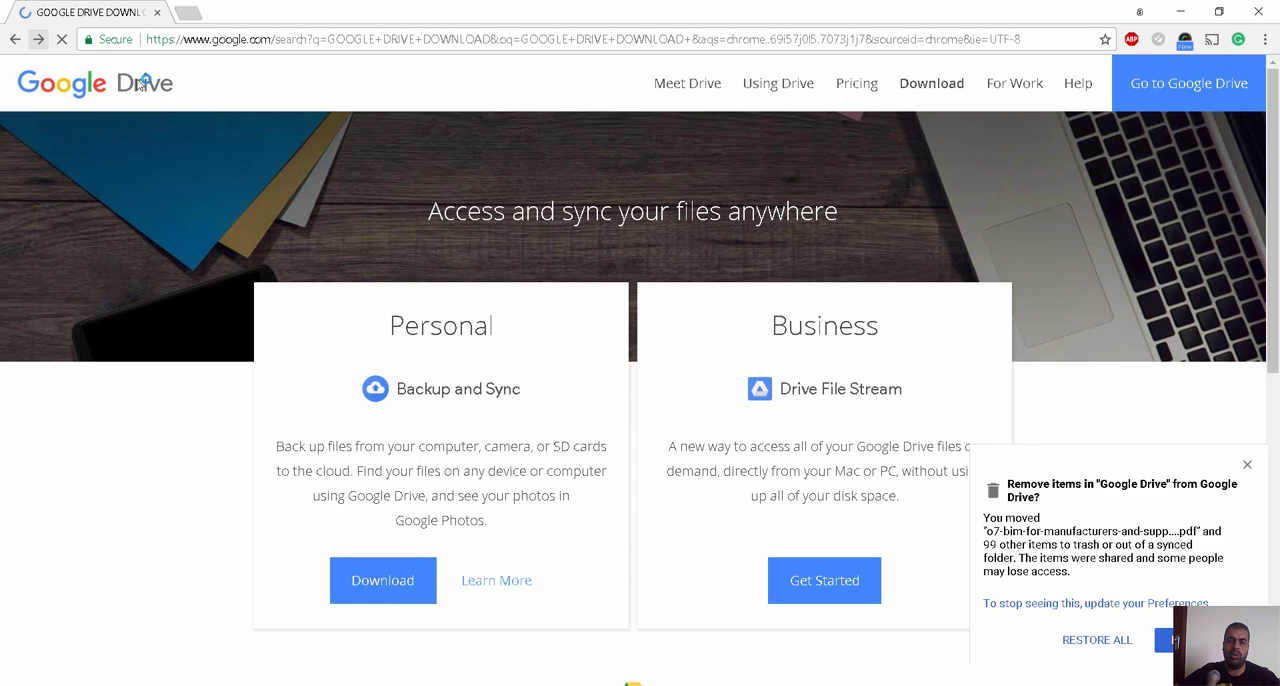 GOOGLE DRIVE DOWNL
Secure
https://www.google.com/search?q=GOOGLE+DRIVE+DOWNLOAD&oq=GOOGLE+DRIVE+DOWNLOAD+&aqs=chrome..69i57j0l5.7073j1j7&sourceid=chrome&ie=UTF-8
ABP
New
Google Drive
Meet Drive Using Drive Pricing Download For Work Help Go to Google Drive
Access and sync your files anywhere
Personal
Backup and Sync
Back up files from your computer, camera, or SD cards
to the cloud. Find your files on any device or computer
using Google Drive, and see your photos in
Google Photos.
Download Learn More
Business
Drive File Stream
A new way to access all of your Google Drive files
demand, directly from your Mac or PC, without
up all of your disk space.
Get Started
Remove items in "Google Drive" from Google
Drive?
You moved
"o7-bim-for-manufacturers-and-supp....pdf" and
99 other items to trash or out of a synced
folder. The items were shared and some people
may lose access.
To stop seeing this, update your Preferences
RESTORE ALL